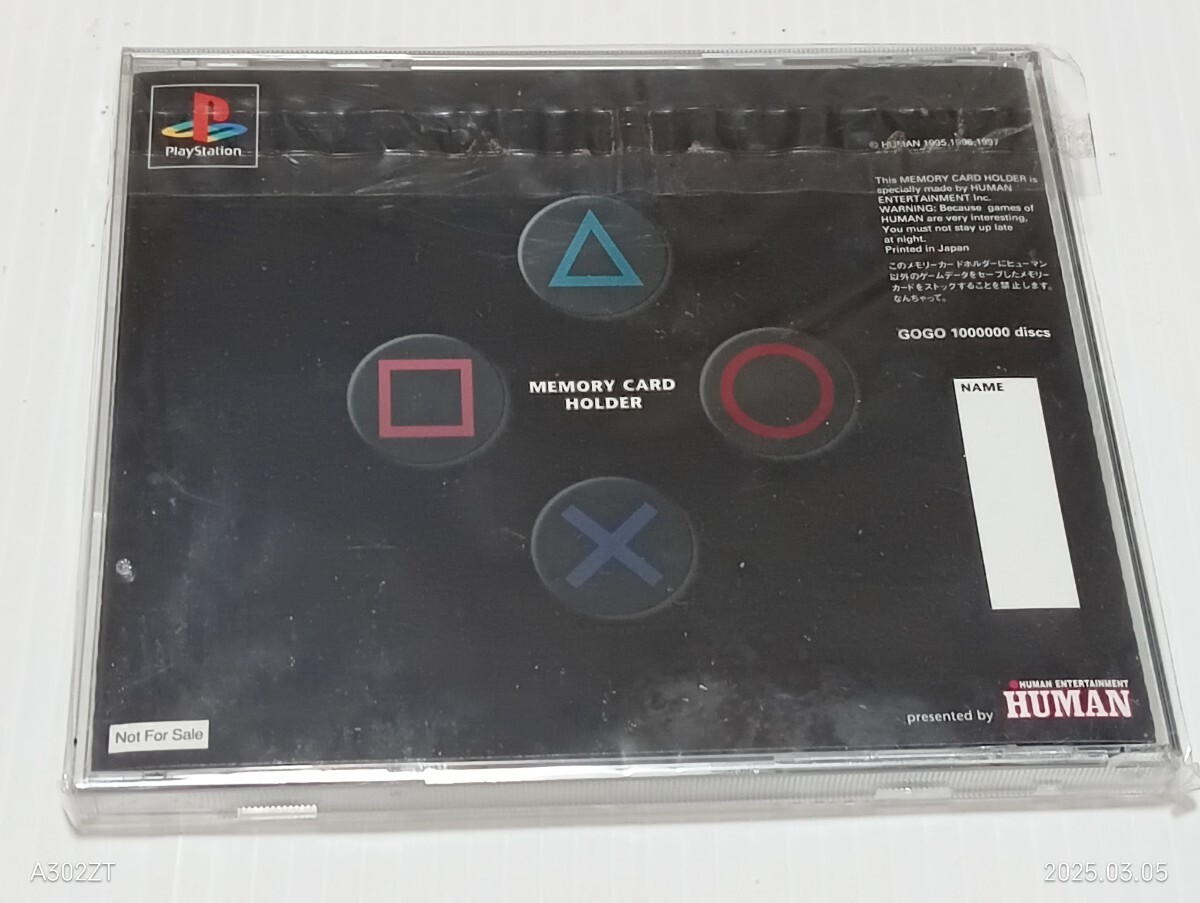 PlayStation
© HUMAN 1995,1996,1997
This MEMORY CARD HOLDER is
specially made by HUMAN
ENTERTAINMENT Inc.
WARNING: Because games of
HUMAN are very interesting,
You must not stay up late
at night.
Printed in Japan
このメモリーカードホルダーにヒューマン
以外のゲームデータをセーブしたメモリー
カードをストックすることを禁止します。
なんちゃって。
GOGO 1000000 discs
MEMORY CARD
HOLDER
NAME
HUMAN ENTERTAINMENT
presented by HUMAN
Not For Sale
A302ZT
2025.03.05